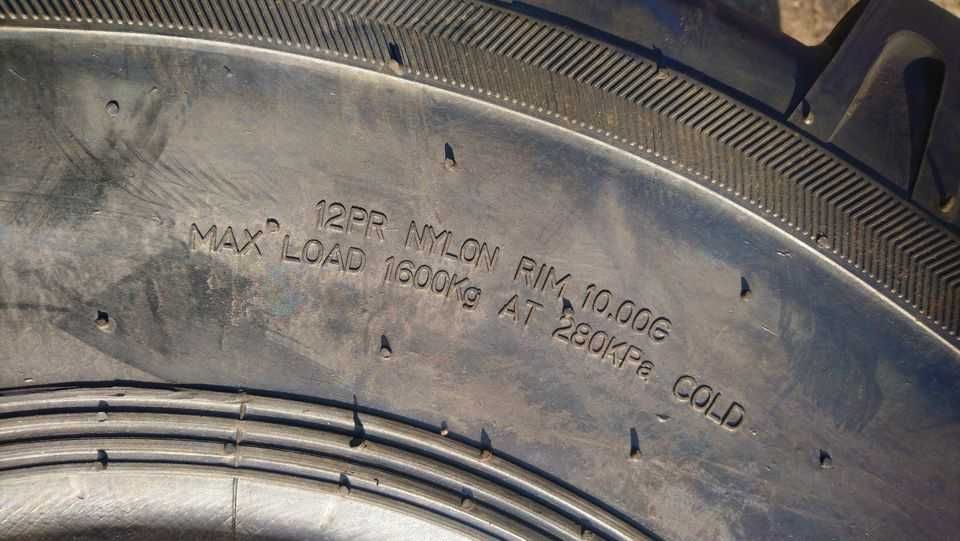 12PR NYLON RIM 10.00G
MAX LOAD 1600Kg AT 280KPa COLD